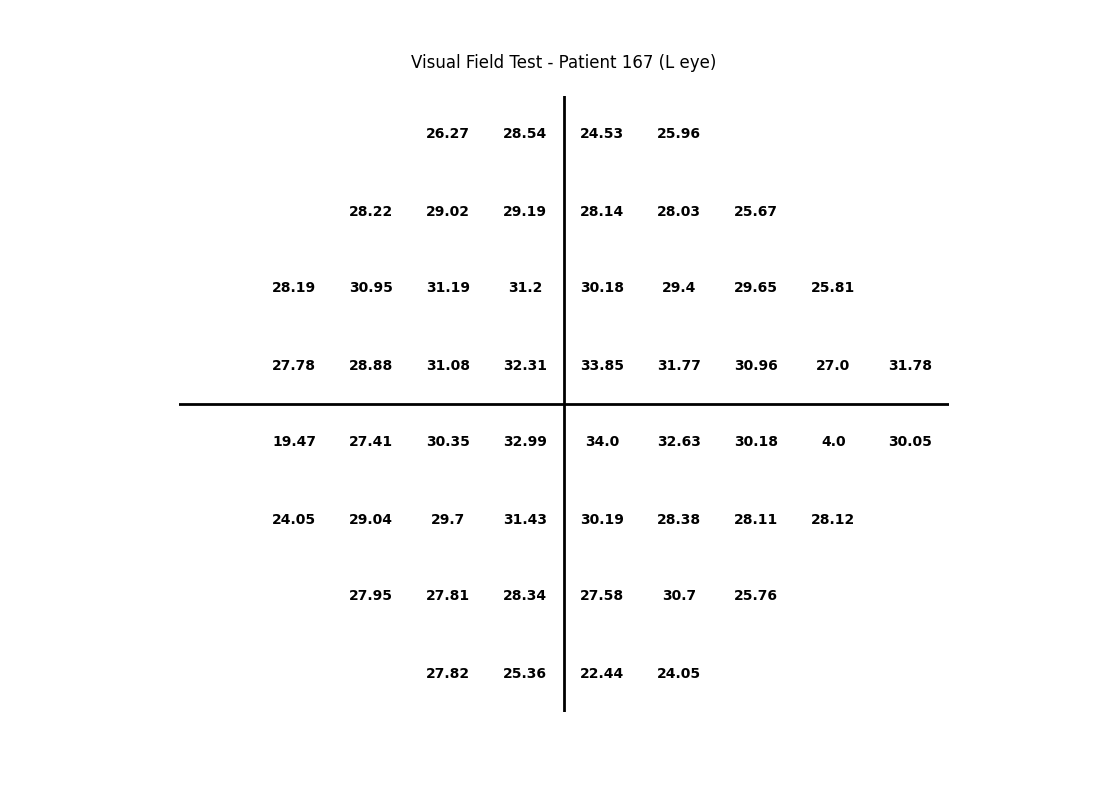 Visual Field Test - Patient 167 (L eye)
26.27 28.54 24.53 25.96
28.22 29.02 29.19 28.14 28.03 25.67
28.19 30.95 31.19 31.2 30.18 29.4 29.65 25.81
27.78 28.88 31.08 32.31 33.85 31.77 30.96 27.0 31.78
19.47 27.41 30.35 32.99 34.0 32.63 30.18 4.0 30.05
24.05 29.04 29.7 31.43 30.19 28.38 28.11 28.12
27.95 27.81 28.34 27.58 30.7 25.76
27.82 25.36 22.44 24.05